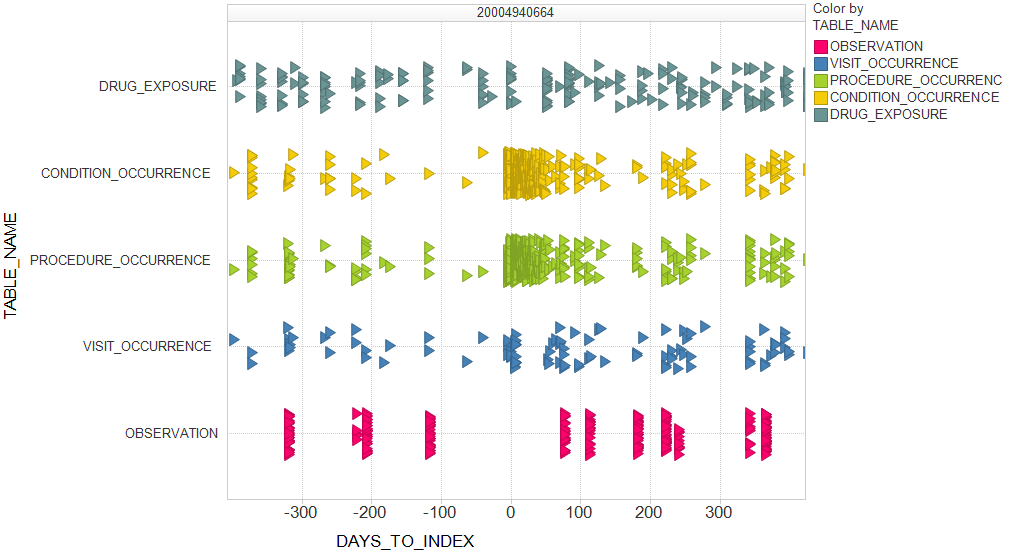 20004940664
Color by
TABLE_NAME
OBSERVATION
VISIT_OCCURRENCE
PROCEDURE_OCCURRENC
CONDITION_OCCURRENCE
DRUG_EXPOSURE
TABLE_NAME
DRUG_EXPOSURE
CONDITION_OCCURRENCE
PROCEDURE_OCCURRENCE
VISIT_OCCURRENCE
OBSERVATION
-300 -200 -100 0 100 200 300
DAYS_TO_INDEX